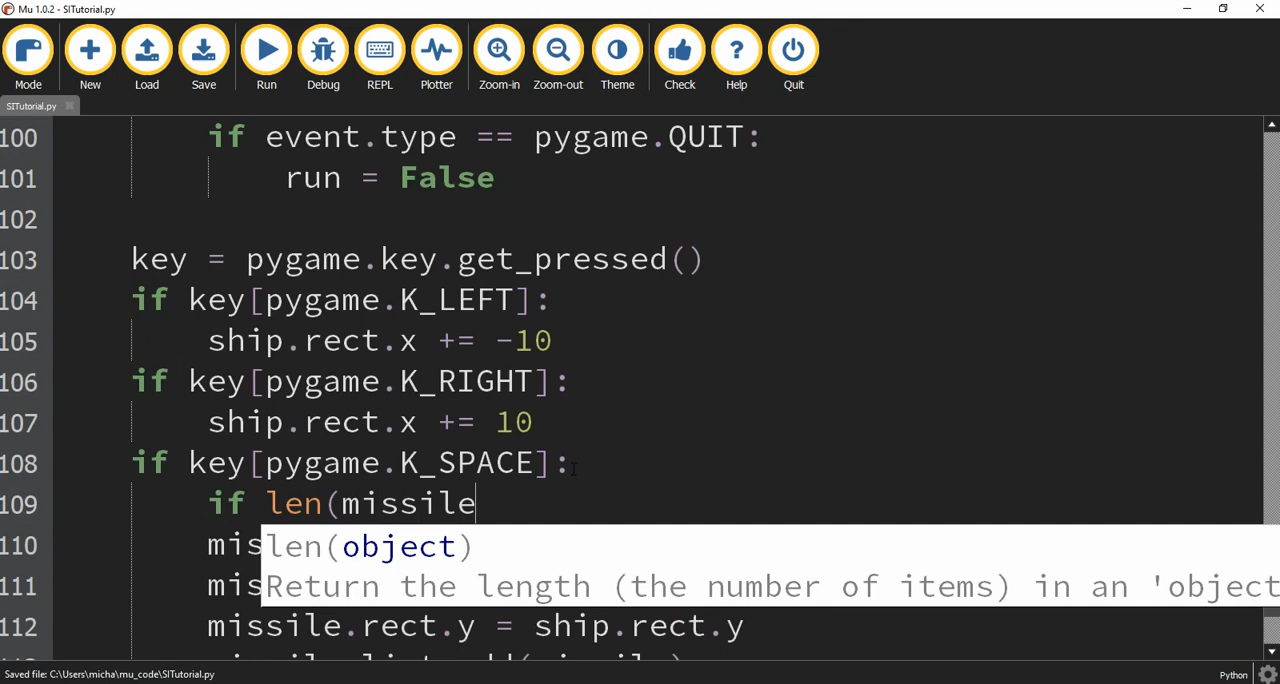 Mu 1.0.2 - SITutorial.py
Mode New Load Save Run Debug REPL Plotter Zoom-in Zoom-out Theme Check Help Quit
SITutorial.py
100 if event.type == pygame.QUIT:
101 run = False
102
103 key = pygame.key.get_pressed()
104 if key[pygame.K_LEFT]:
105 ship.rect.x += -10
106 if key[pygame.K_RIGHT]:
107 ship.rect.x += 10
108 if key[pygame.K_SPACE]:
109 if len(missile
110 mis
len(object)
111 mis
Return the length (the number of items) in an 'object
112 missile.rect.y = ship.rect.y
Saved file: C:\Users\micha\mu_code\SITutorial.py
Python